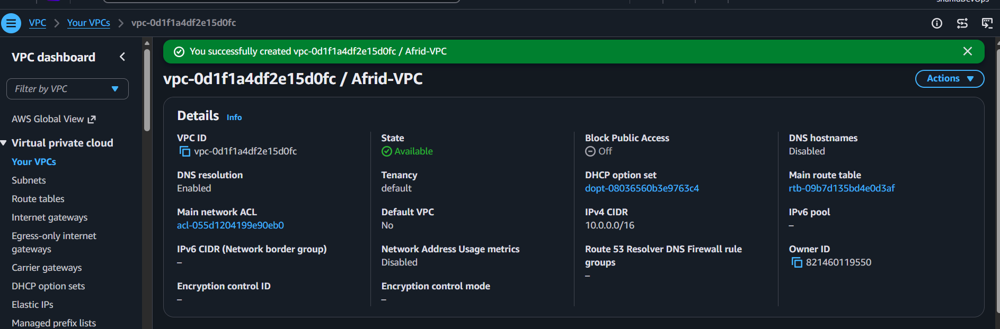 VPC > Your VPCs > vpc-0d1f1a4df2e15d0fc
VPC dashboard
Filter by VPC
AWS Global View
Virtual private cloud
Your VPCs
Subnets
Route tables
Internet gateways
Egress-only internet
gateways
Carrier gateways
DHCP option sets
Elastic IPs
Managed prefix lists
You successfully created vpc-0d1f1a4df2e15d0fc / Afrid-VPC
vpc-0d1f1a4df2e15d0fc / Afrid-VPC
Actions
Details Info
VPC ID
vpc-0d1f1a4df2e15d0fc
State
Available
Block Public Access
Off
DNS hostnames
Disabled
DNS resolution
Enabled
Tenancy
default
DHCP option set
dopt-08036560b3e9763c4
Main route table
rtb-09b7d135bd4e0d3af
Main network ACL
acl-055d1204199e90eb0
Default VPC
No
IPv4 CIDR
10.0.0.0/16
IPv6 pool
–
IPv6 CIDR (Network border group)
–
Network Address Usage metrics
Disabled
Route 53 Resolver DNS Firewall rule
groups
–
Owner ID
821460119550
Encryption control ID
–
Encryption control mode
–